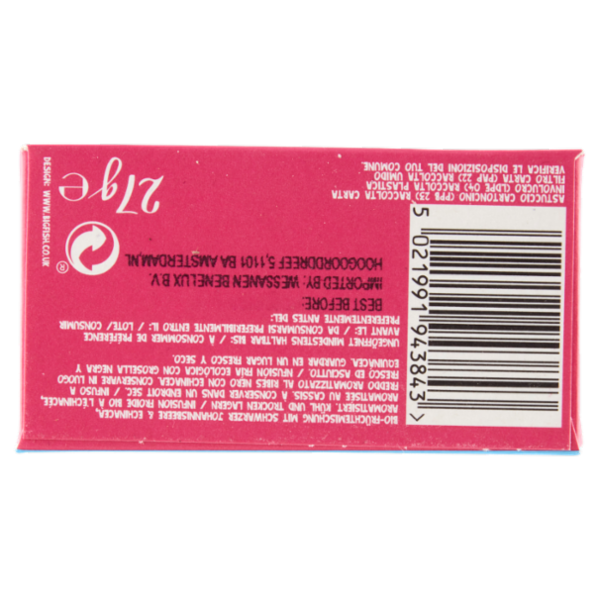 BIO-FRÜCHTEMISCHUNG MIT SCHWARZER JOHANNISBEERE & ECHINACEA,
AROMATISIERT. KÜHL UND TROCKEN LAGERN / INFUSION FROIDE BIO À L'ÉCHINACÉE,
AROMATISÉE AU CASSIS À CONSERVER DANS UN ENDROIT SEC. / INFUSO A
FREDDO AROMATIZZATO AL RIBES NERO CON ECHINACEA CONSERVARE IN LUOGO
FRESCO ED ASCIUTTO / INFUSIÓN FRÍA ECOLÓGICA CON GROSELLA NEGRA Y
EQUINACEA, GUARDAR EN UN LUGAR FRESCO Y SECO.
UNGEÖFFNET MINDESTENS HALTBAR BIS: / À CONSOMMER DE PRÉFÉRENCE
AVANT LE: / DA CONSUMARSI PREFERIBILMENTE ENTRO IL: LOTE/ CONSUMIR
PREFERENTEMENTE ANTES DEL:
BEST BEFORE:
IMPORTED BY: WESSANEN BENELUX B.V.
HOOGOORDDREEF 5, 1101 BA AMSTERDAM, NL
®
27g e
DESIGN: WWW.BIGFISH.CO.UK
ASTUCCIO CARTONCINO (PPB 23) RACCOLTA CARTA
INVOLUCRO (LDPE 04) RACCOLTA PLASTICA
FILTRO CARTA (PAP 22) RACCOLTA UMIDO
VERIFICA LE DISPOSIZIONI DEL TUO COMUNE.
5 021991 943843 >